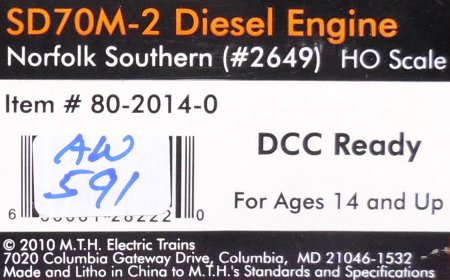 SD70M-2 Diesel Engine
Norfolk Southern (#2649) HO Scale
Item # 80-2014-0
DCC Ready
AW
591
For Ages 14 and Up
© 2010 M.T.H. Electric Trains
7020 Columbia Gateway Drive, Columbia, MD 21046-1532
Made and Litho in China to M.T.H.'s Standards and Specifications